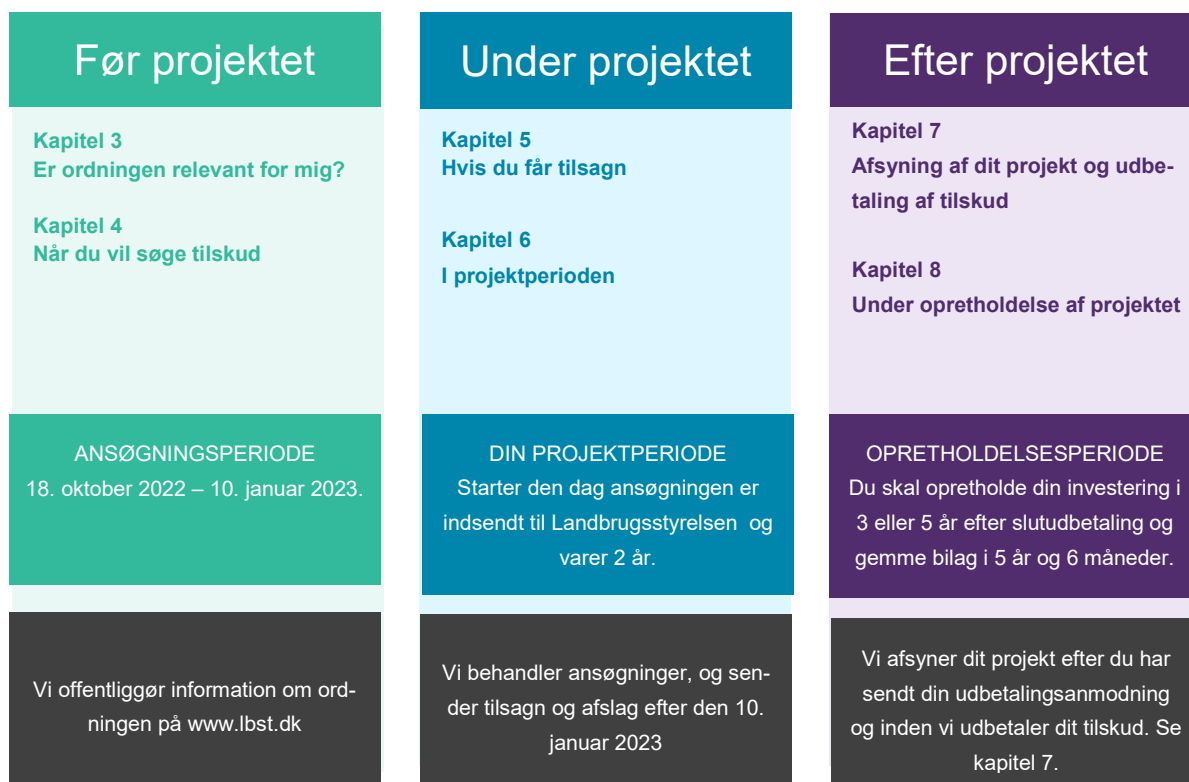 Før projektet
Kapitel 3
Er ordningen relevant for mig?
Kapitel 4
Når du vil søge tilskud
ANSØGNINGSPERIODE
18. oktober 2022 – 10. januar 2023.
Vi offentliggør information om ord-
ningen på www.lbst.dk
Under projektet
Kapitel 5
Hvis du får tilsagn
Kapitel 6
I projektperioden
DIN PROJEKTPERIODE
Starter den dag ansøgningen er
indsendt til Landbrugsstyrelsen og
varer 2 år.
Vi behandler ansøgninger, og sen-
der tilsagn og afslag efter den 10.
januar 2023
Efter projektet
Kapitel 7
Afsyning af dit projekt og udbe-
taling af tilskud
Kapitel 8
Under opretholdelse af projektet
OPRETHOLDELSESPERIODE
Du skal opretholde din investering i
3 eller 5 år efter slutudbetaling og
gemme bilag i 5 år og 6 måneder.
Vi afsyner dit projekt efter du har
sendt din udbetalingsanmodning
og inden vi udbetaler dit tilskud. Se
kapitel 7.